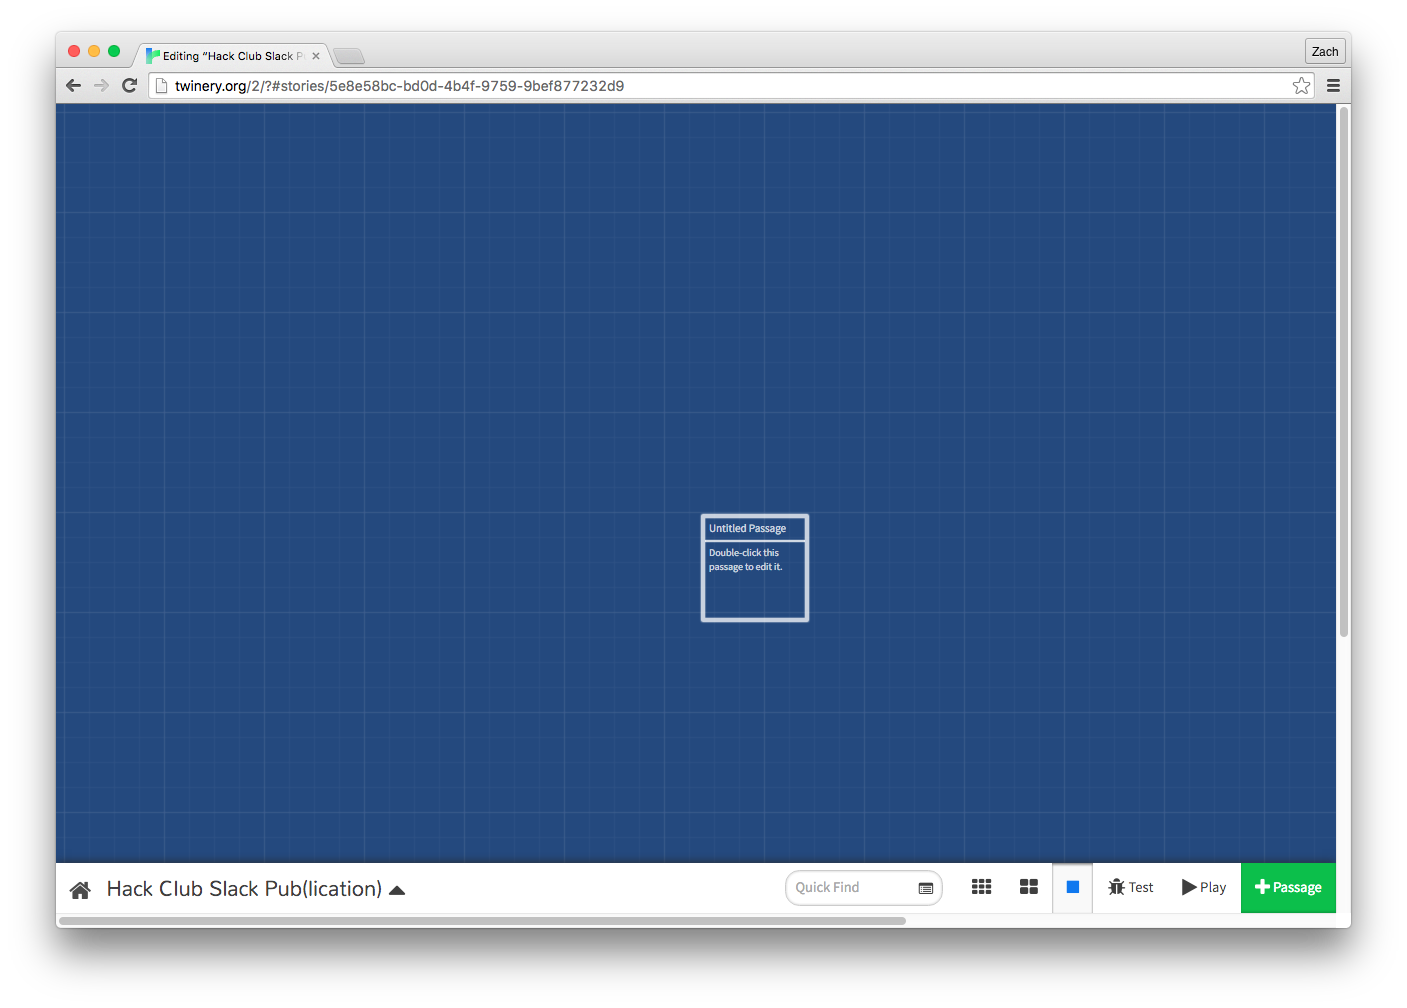 Editing “Hack Club Slack P
Zach
twinery.org/2/?#stories/5e8e58bc-bd0d-4b4f-9759-9bef877232d9
Untitled Passage
Double-click this
passage to edit it.
Hack Club Slack Pub(lication)
Quick Find
Test
Play
Passage